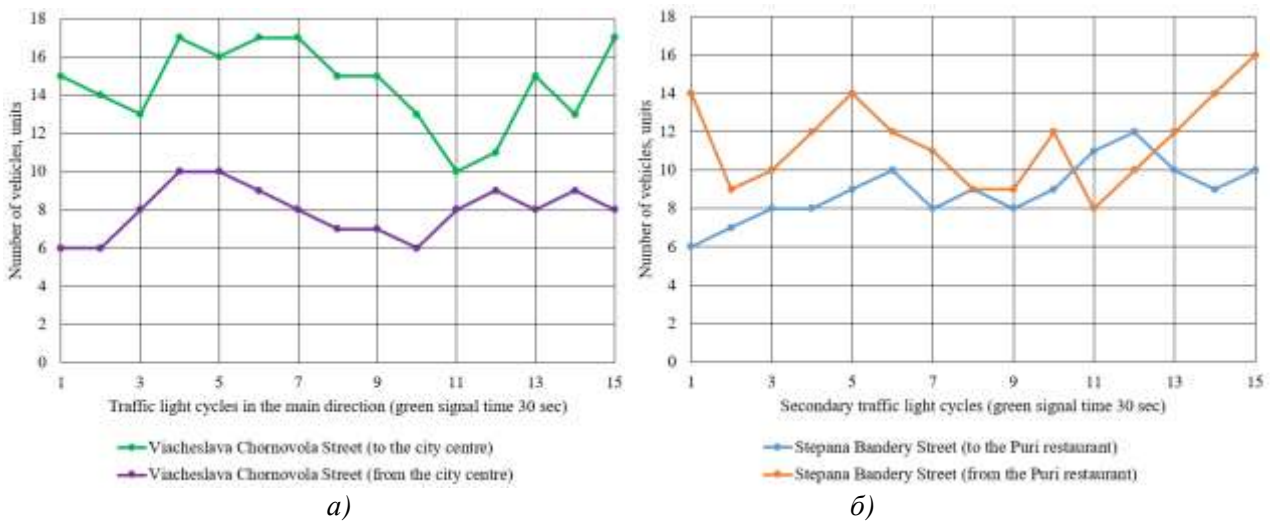 18
16
14
12
10
8
6
4
2
0
Number of vehicles, units
1 3 5 7 9 11 13 15
Traffic light cycles in the main direction (green signal time 30 sec)
Viacheslava Chornovola Street (to the city centre)
Viacheslava Chornovola Street (from the city centre)
а)
18
16
14
12
10
8
6
4
2
0
Number of vehicles, units
1 3 5 7 9 11 13 15
Secondary traffic light cycles (green signal time 30 sec)
Stepana Bandery Street (to the Puri restaurant)
Stepana Bandery Street (from the Puri restaurant)
б)